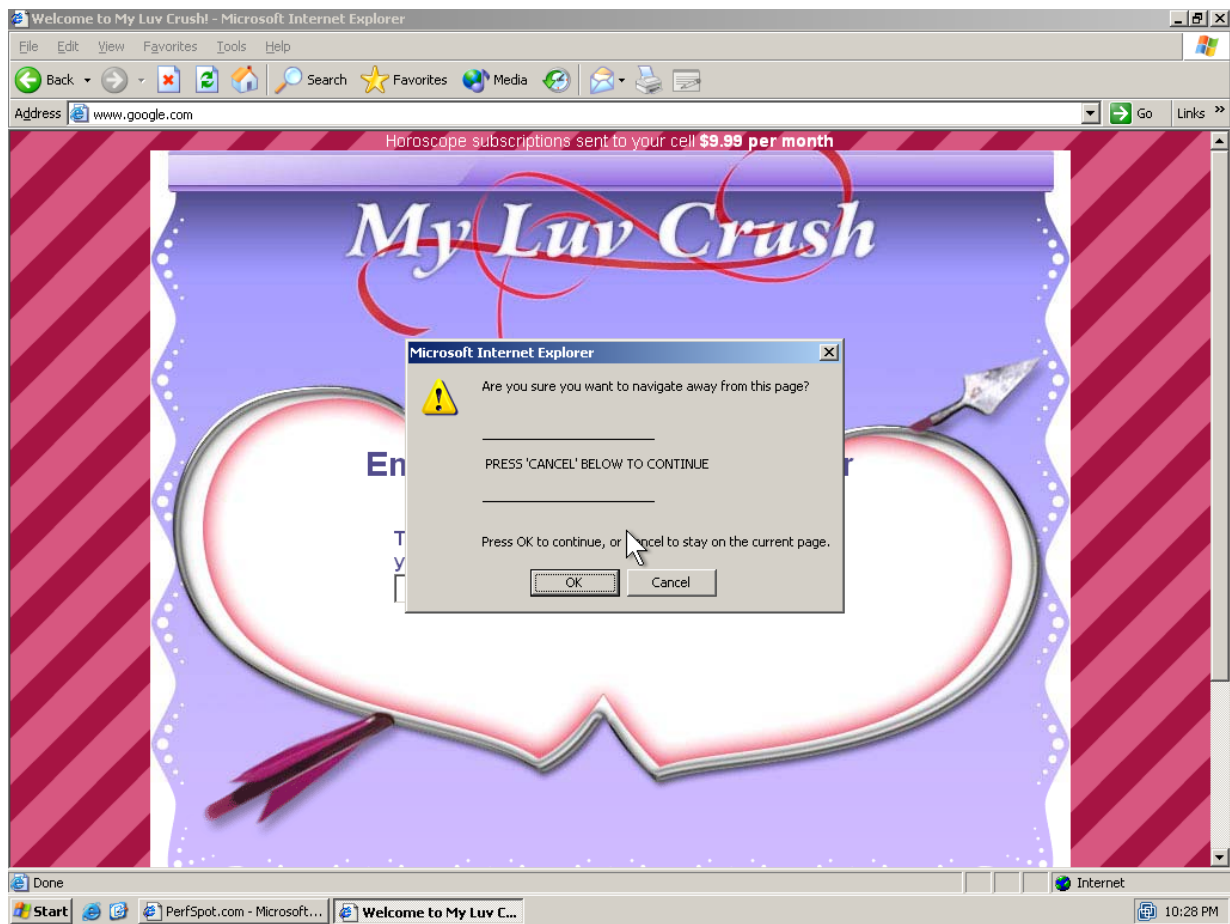 Welcome to My Luv Crush! - Microsoft Internet Explorer
File Edit View Favorites Tools Help
Back Search Favorites Media
Address www.google.com Go Links »
Horoscope subscriptions sent to your cell $9.99 per month
My Luv Crush
Microsoft Internet Explorer
Are you sure you want to navigate away from this page?
PRESS 'CANCEL' BELOW TO CONTINUE
Press OK to continue, or to stay on the current page.
OK Cancel
Done Internet
Start PerfSpot.com - Microsoft... Welcome to My Luv C... 10:28 PM